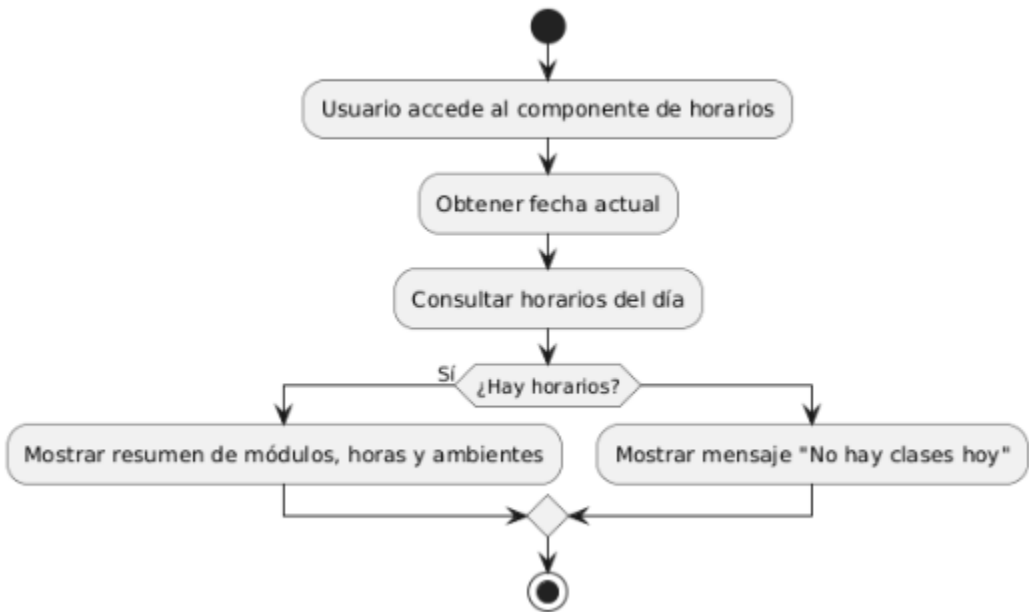 Usuario accede al componente de horarios
Obtener fecha actual
Consultar horarios del día
Sí
¿Hay horarios?
Mostrar resumen de módulos, horas y ambientes
Mostrar mensaje "No hay clases hoy"